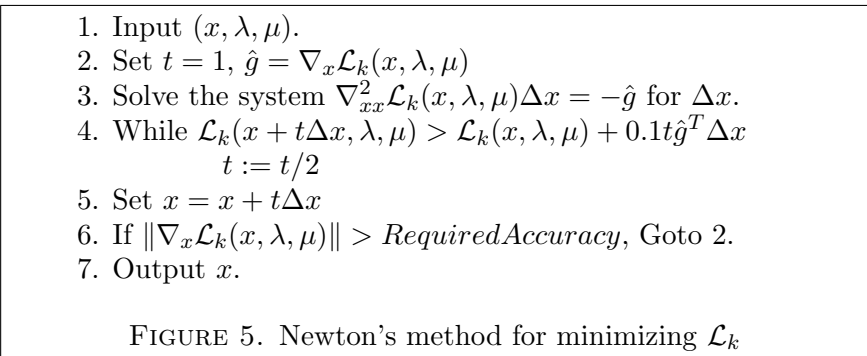 1. Input (x, λ, μ).
2. Set t = 1, ĝ = ∇ₓℒₖ(x, λ, μ)
3. Solve the system ∇²ₓₓℒₖ(x, λ, μ)Δx = −ĝ for Δx.
4. While ℒₖ(x + tΔx, λ, μ) > ℒₖ(x, λ, μ) + 0.1tĝᵀΔx
t := t/2
5. Set x = x + tΔx
6. If ‖∇ₓℒₖ(x, λ, μ)‖ > RequiredAccuracy, Goto 2.
7. Output x.
FIGURE 5. Newton's method for minimizing ℒₖ